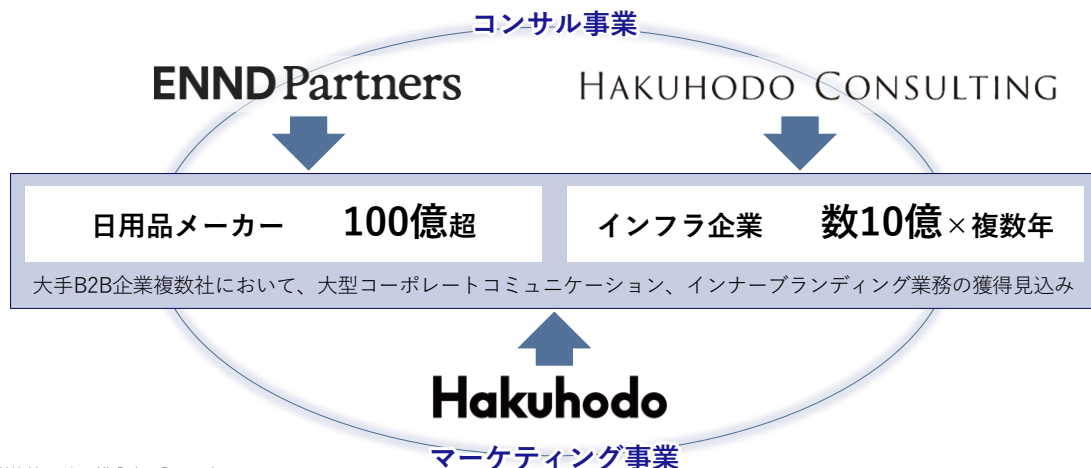 コンサル事業
ENND Partners
HAKUHODO CONSULTING
日用品メーカー 100億超
インフラ企業 数10億×複数年
大手B2B企業複数社において、大型コーポレートコミュニケーション、インナーブランディング業務の獲得見込み
Hakuhodo
マーケティング事業